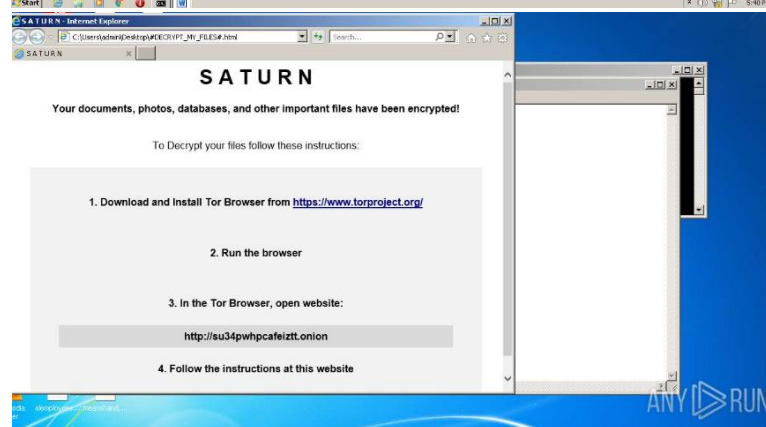 Start
5:40 P
SATURN - Internet Explorer
C:\Users\admin\Desktop\#DECRYPT_MY_FILES#.html
Search...
SATURN
SATURN
Your documents, photos, databases, and other important files have been encrypted!
To Decrypt your files follow these instructions:
1. Download and Install Tor Browser from https://www.torproject.org/
2. Run the browser
3. In the Tor Browser, open website:
http://su34pwhpcafeiztt.onion
4. Follow the instructions at this website
ANY RUN